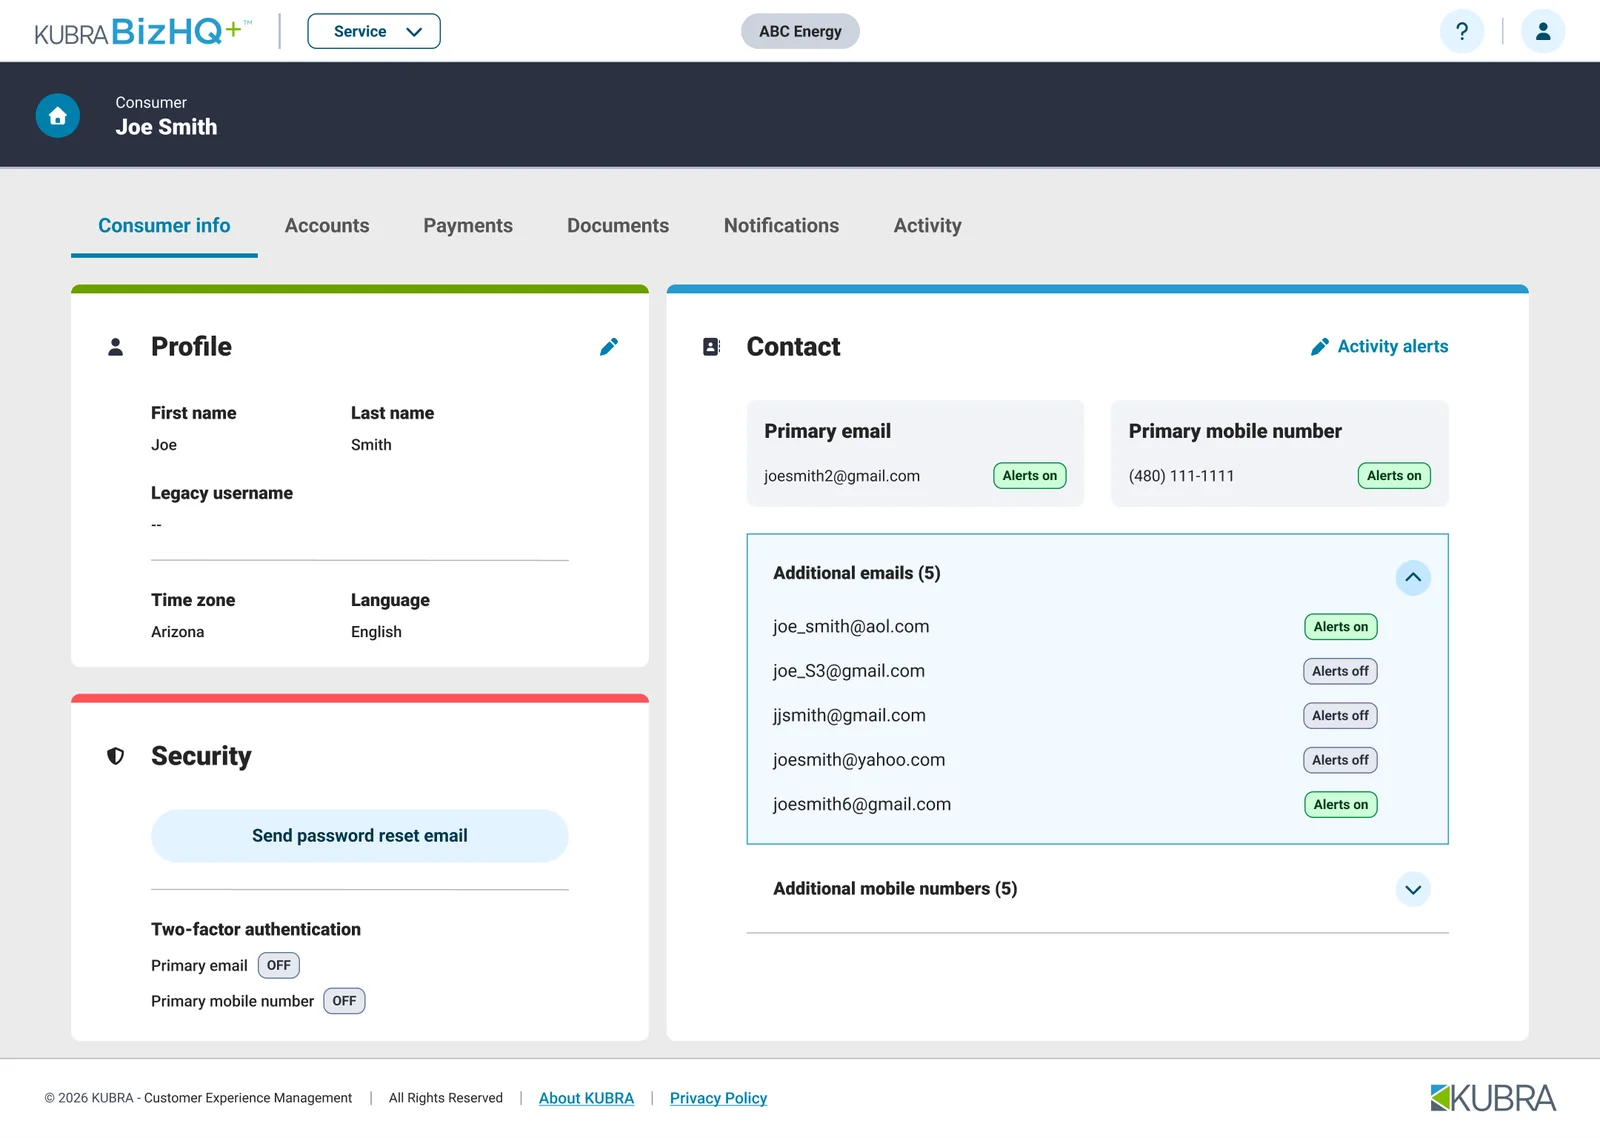 KUBRA BizHQ+™
Service
ABC Energy
?
Consumer
Joe Smith
Consumer info
Accounts
Payments
Documents
Notifications
Activity
Profile
First name
Last name
Joe
Smith
Legacy username
--
Time zone
Language
Arizona
English
Security
Send password reset email
Two-factor authentication
Primary email OFF
Primary mobile number OFF
Contact
Activity alerts
Primary email
joesmith2@gmail.com Alerts on
Primary mobile number
(480) 111-1111 Alerts on
Additional emails (5)
joe_smith@aol.com Alerts on
joe_S3@gmail.com Alerts off
jjsmith@gmail.com Alerts off
joesmith@yahoo.com Alerts off
joesmith6@gmail.com Alerts on
Additional mobile numbers (5)
© 2026 KUBRA - Customer Experience Management | All Rights Reserved | About KUBRA | Privacy Policy
KUBRA